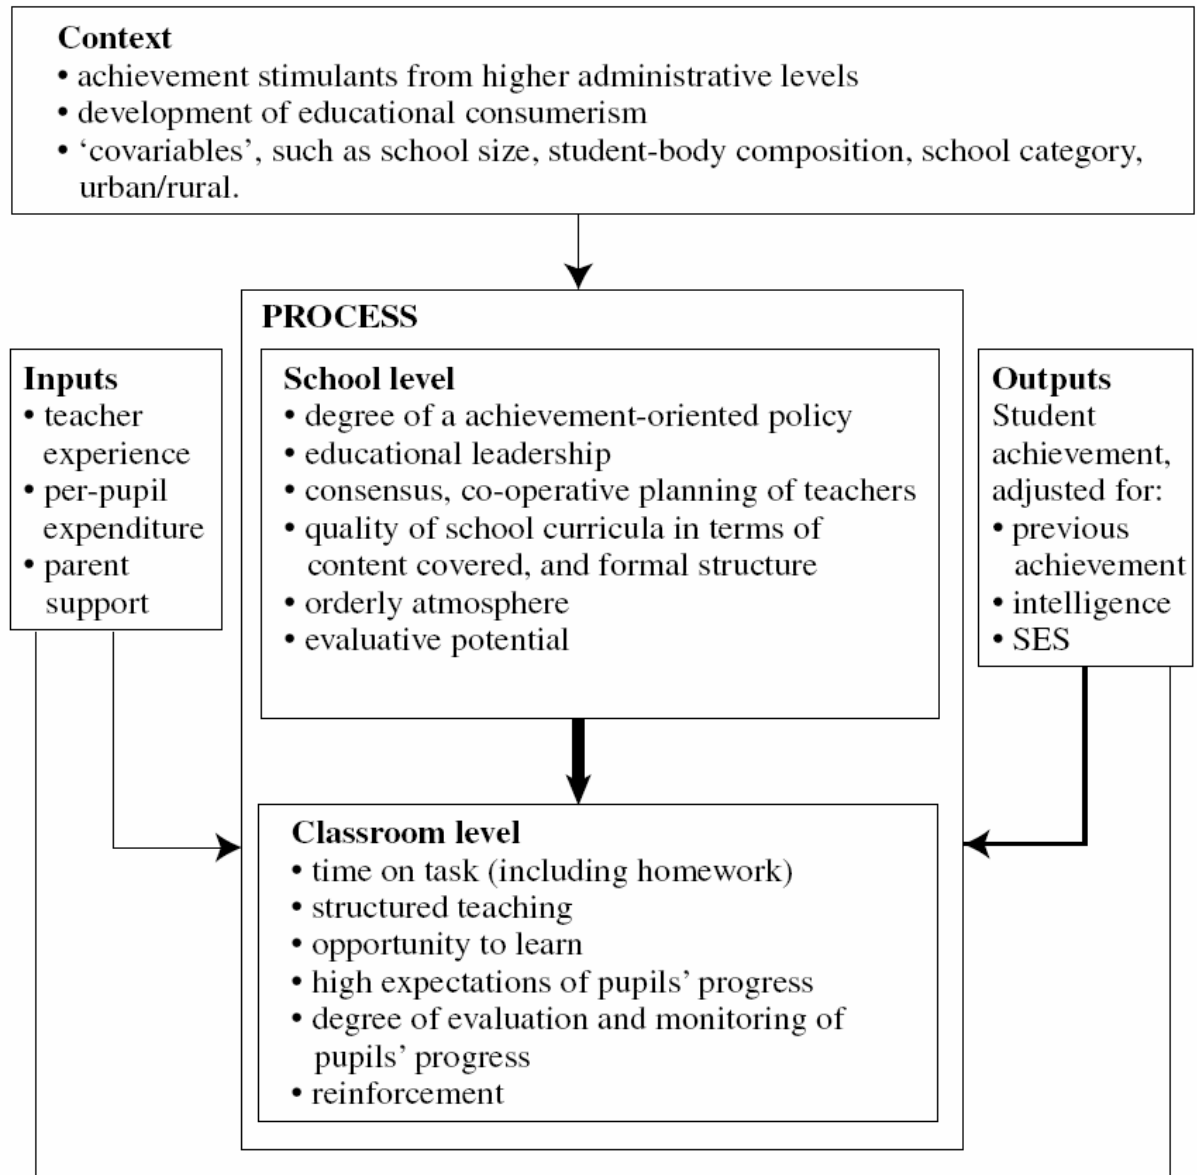 Context
• achievement stimulants from higher administrative levels
• development of educational consumerism
• ‘covariables’, such as school size, student-body composition, school category,
urban/rural.
PROCESS
Inputs
• teacher
experience
• per-pupil
expenditure
• parent
support
School level
• degree of a achievement-oriented policy
• educational leadership
• consensus, co-operative planning of teachers
• quality of school curricula in terms of
content covered, and formal structure
• orderly atmosphere
• evaluative potential
Outputs
Student
achievement,
adjusted for:
• previous
achievement
• intelligence
• SES
Classroom level
• time on task (including homework)
• structured teaching
• opportunity to learn
• high expectations of pupils’ progress
• degree of evaluation and monitoring of
pupils’ progress
• reinforcement